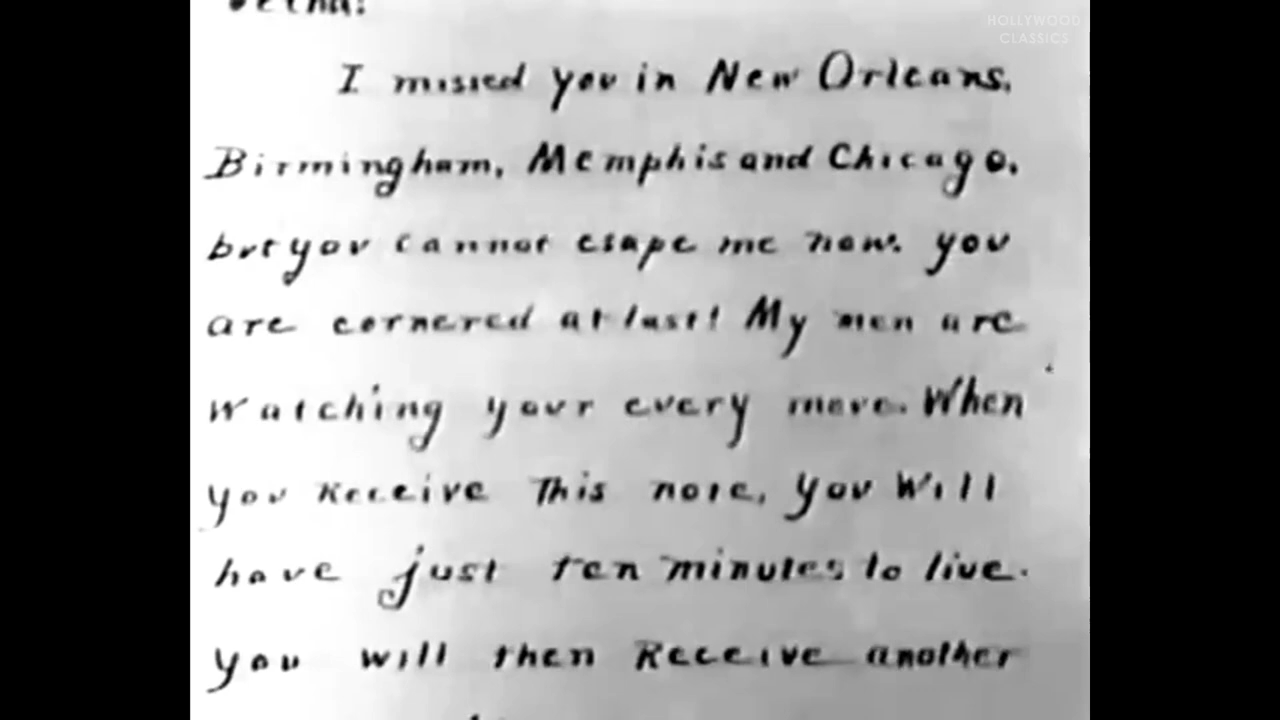 HOLLYWOOD
CLASSICS
I missed you in New Orleans,
Birmingham, Memphis and Chicago.
but you cannot esape me now. you
are cornered at last! My men are
watching your every move. When
you Receive This note, you Will
have just ten minutes to live.
you will then Receive another